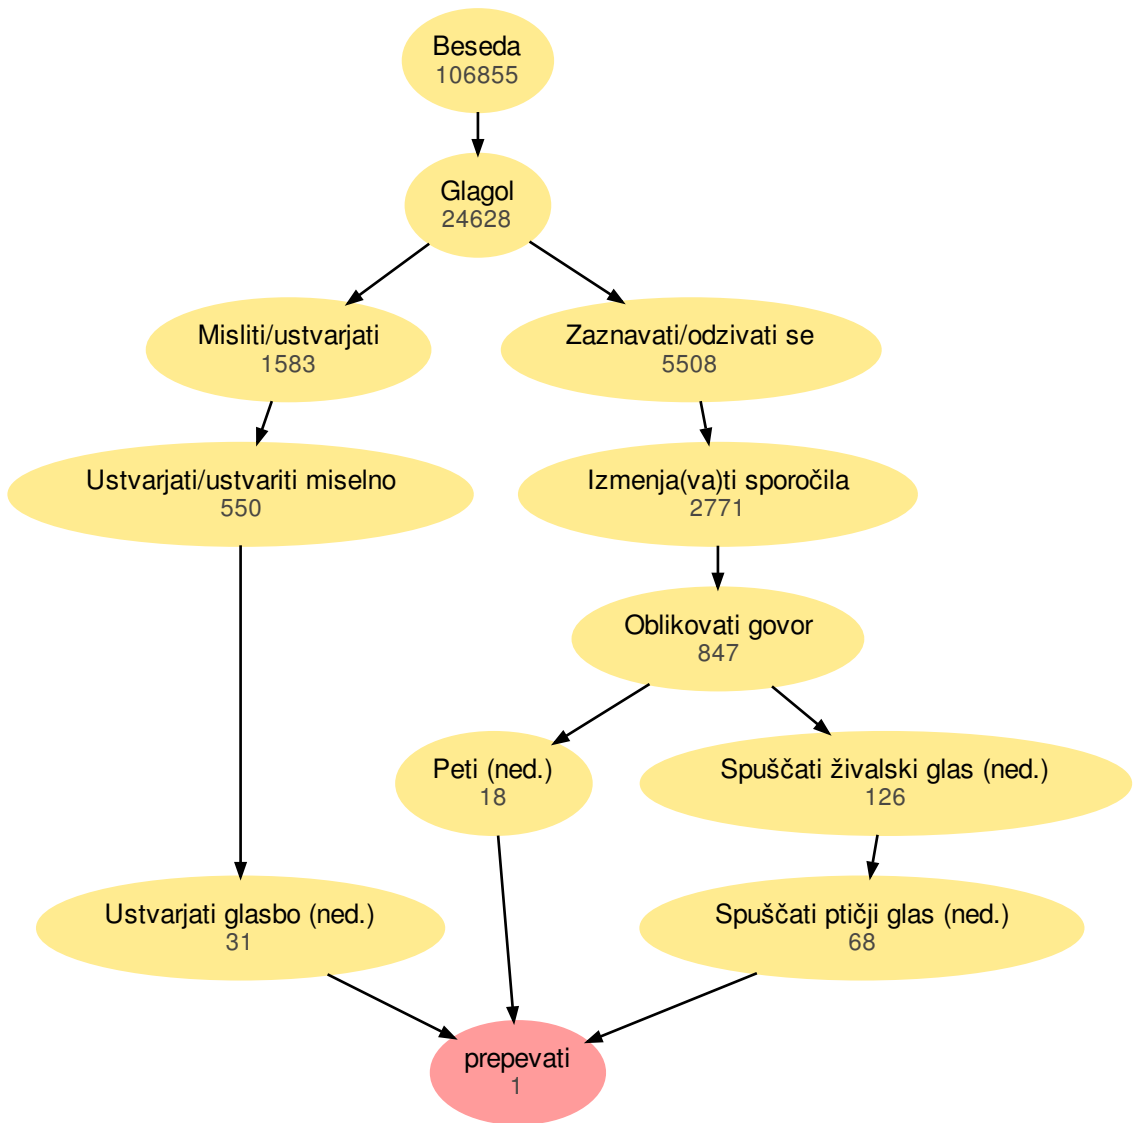 Beseda
106855
Glagol
24628
Misliti/ustvarjati
1583
Zaznavati/odzivati se
5508
Ustvarjati/ustvariti miselno
550
Izmenja(va)ti sporočila
2771
Oblikovati govor
847
Peti (ned.)
18
Spuščati živalski glas (ned.)
126
Ustvarjati glasbo (ned.)
31
Spuščati ptičji glas (ned.)
68
prepevati
1